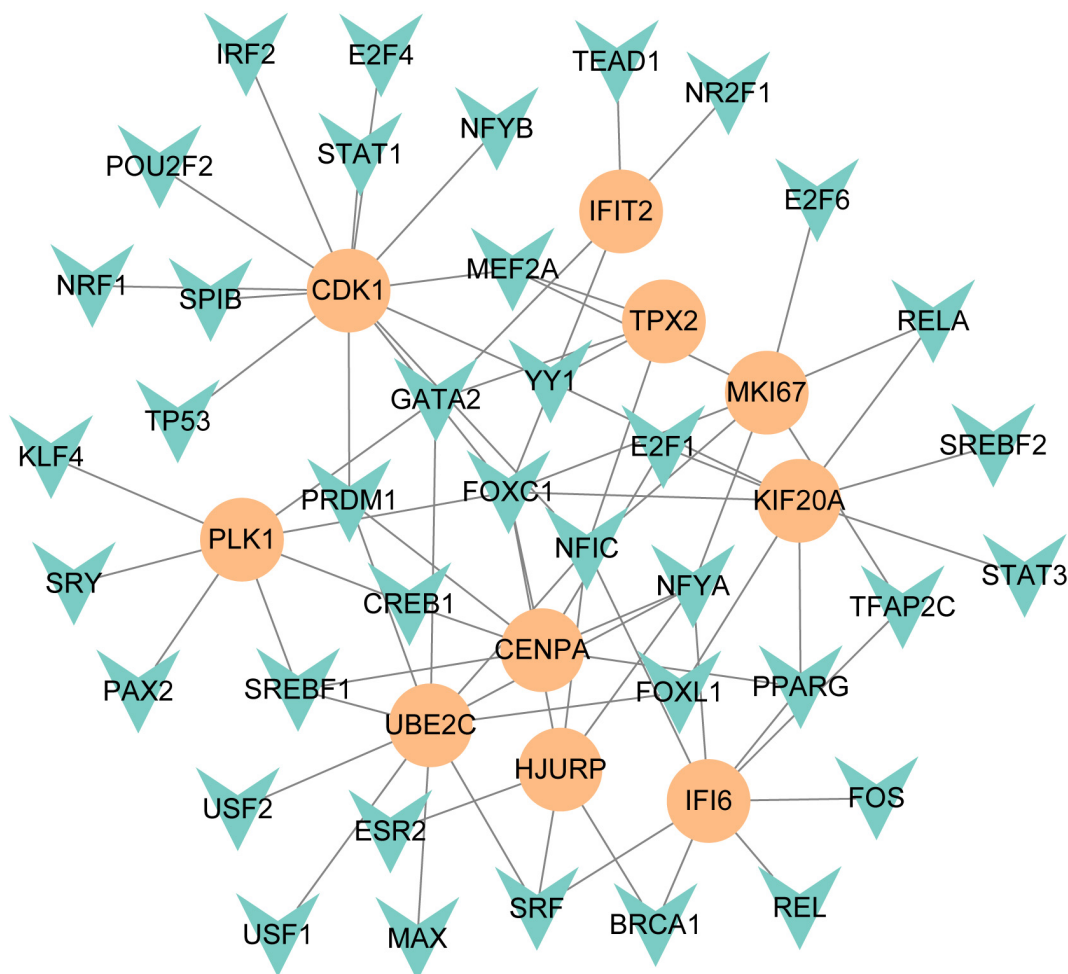 IRF2
E2F4
TEAD1
NR2F1
POU2F2
STAT1
NFYB
IFIT2
E2F6
NRF1
SPIB
CDK1
MEF2A
TPX2
RELA
TP53
GATA2
YY1
MKI67
KLF4
PRDM1
FOXC1
E2F1
KIF20A
SREBF2
PLK1
NFIC
SRY
CREB1
NFYA
TFAP2C
STAT3
CENPA
PAX2
SREBF1
FOXL1
PPARG
UBE2C
HJURP
IFI6
FOS
USF2
ESR2
USF1
MAX
SRF
BRCA1
REL